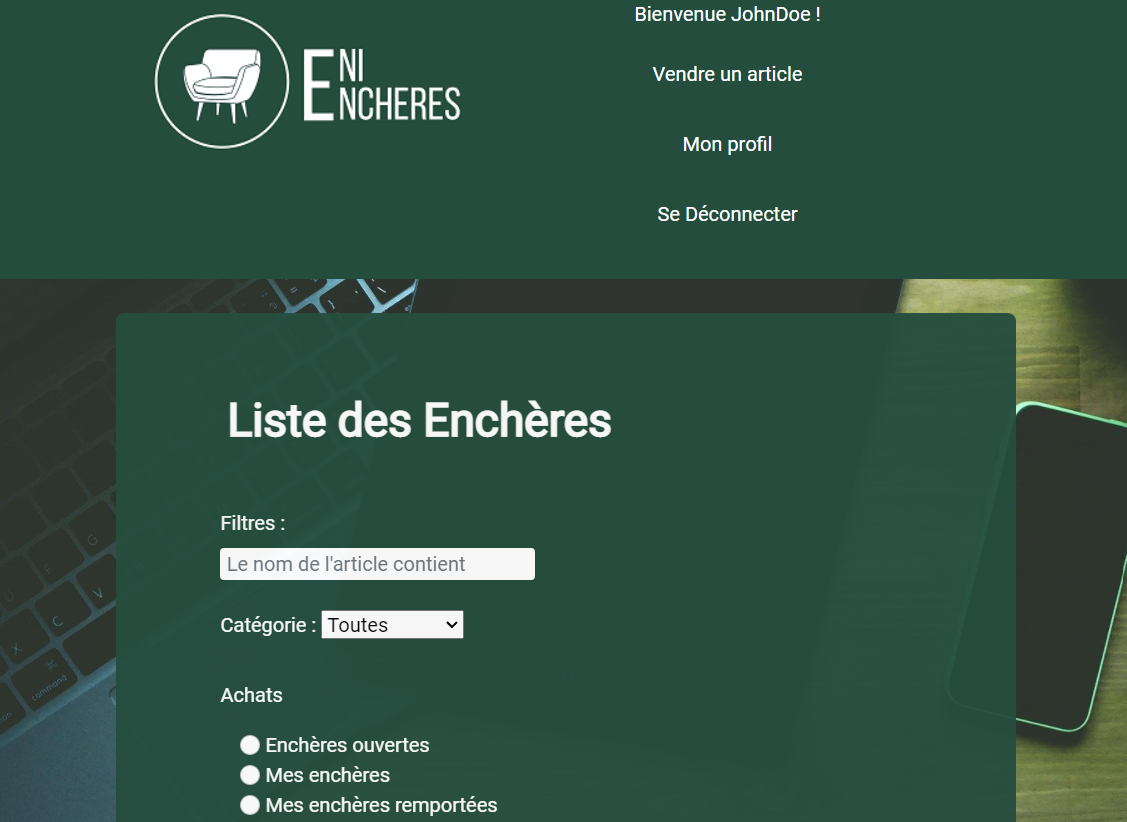 ENI
ENCHERES
Bienvenue JohnDoe !
Vendre un article
Mon profil
Se Déconnecter
Liste des Enchères
Filtres :
Le nom de l'article contient
Catégorie : Toutes
Achats
Enchères ouvertes
Mes enchères
Mes enchères remportées
G
F
V
C
X
command